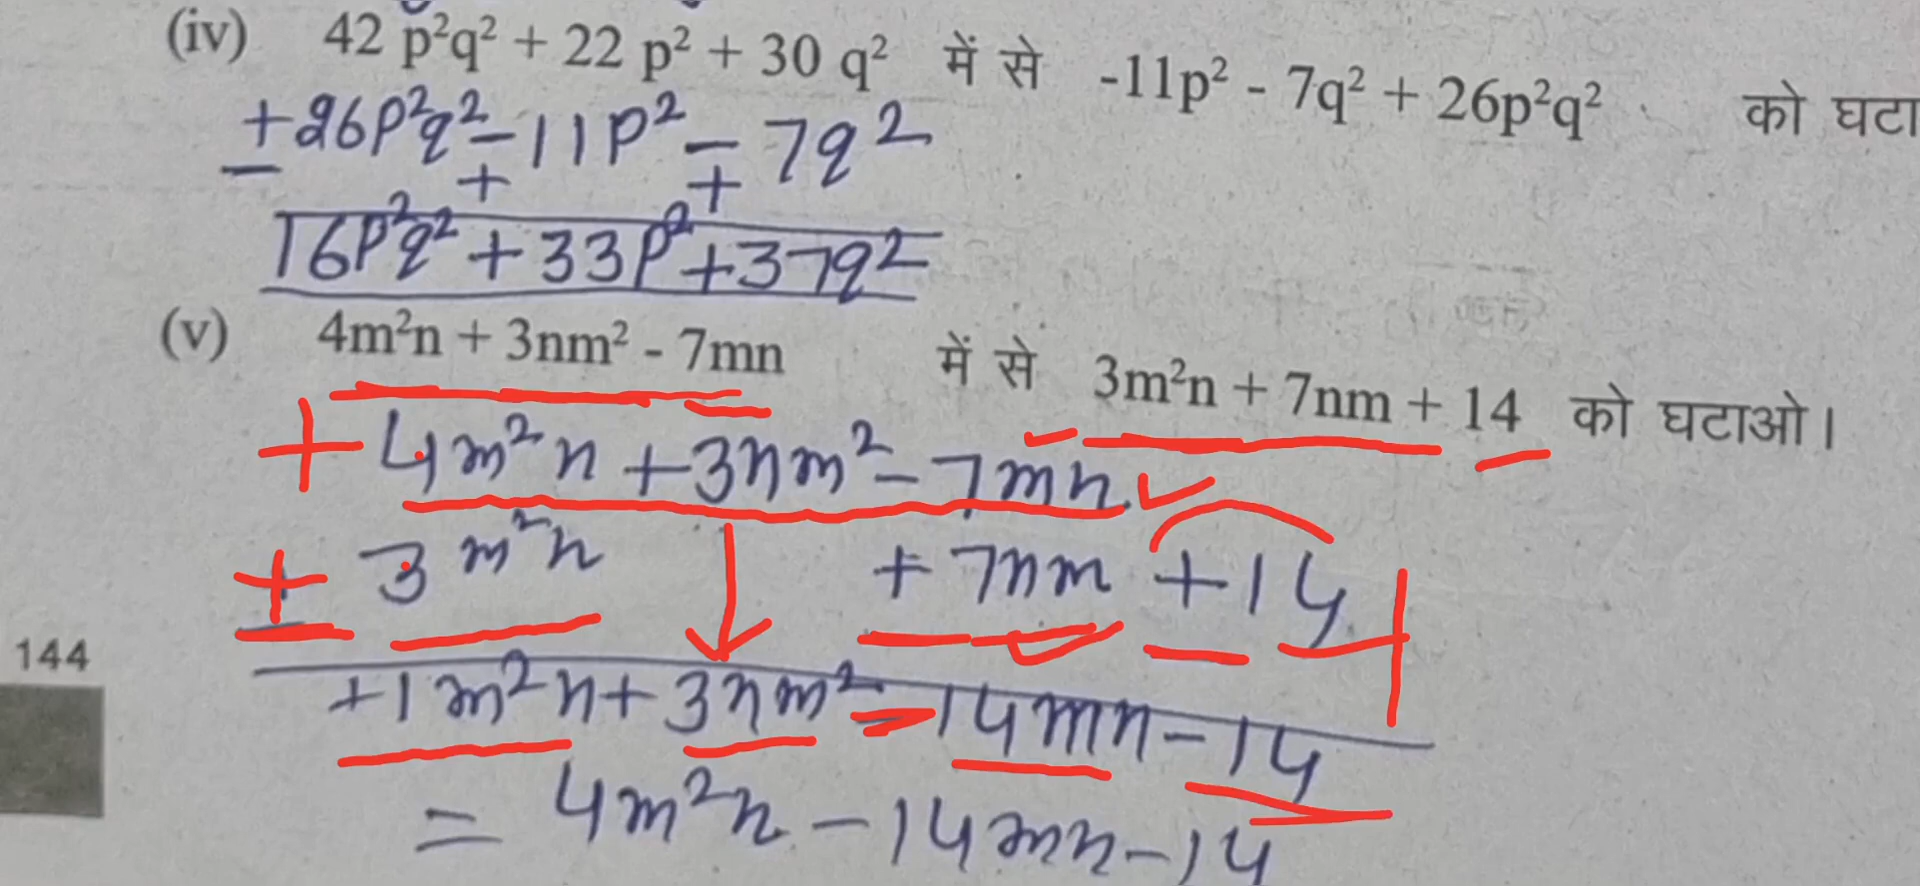 (iv) 42 p²q² + 22 p² + 30 q² में से -11p² - 7q² + 26p²q² को घटा
+26p²q² - 11p² - 7q²
- + +
16p²q² + 33p² + 37q²
(v) 4m²n + 3nm² - 7mn में से 3m²n + 7nm + 14 को घटाओ।
+ 4m²n + 3nm² - 7mn
± 3m²n + 7nm + 14
144
+1m²n + 3nm² - 14mn - 14
= 4m²n - 14mn - 14